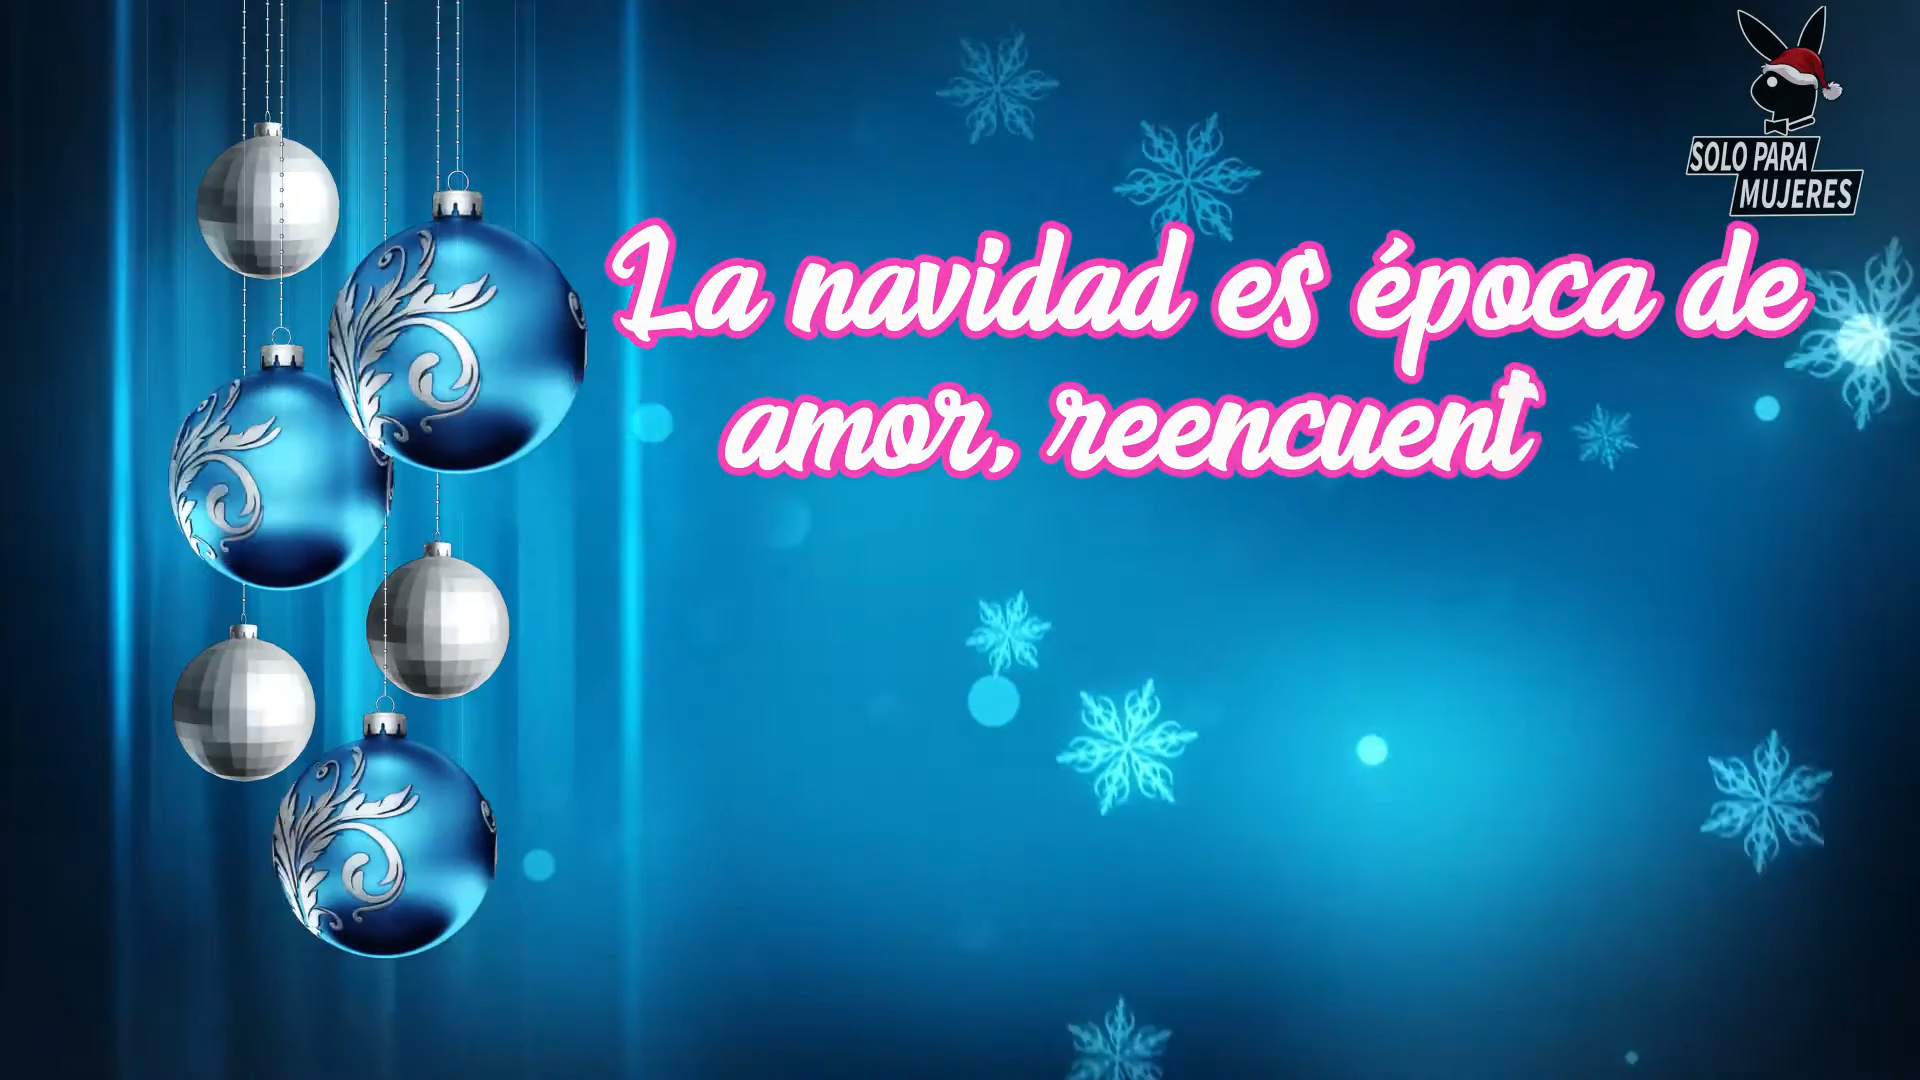 SOLO PARA
MUJERES
La navidad es época de
amor, reencuent